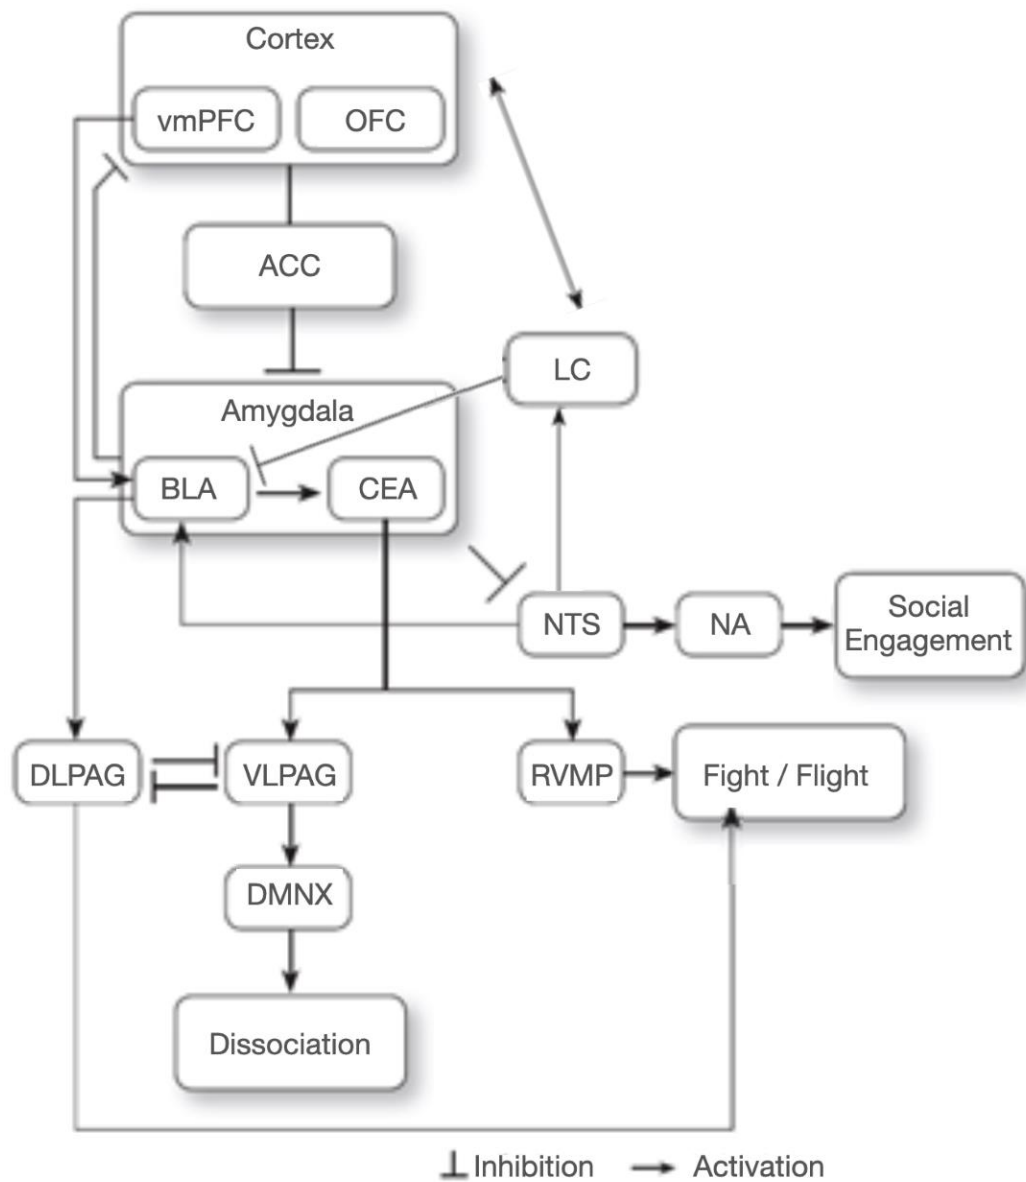 Cortex
vmPFC
OFC
ACC
LC
Amygdala
BLA
CEA
NTS
NA
Social
Engagement
DLPAG
VLPAG
RVMP
Fight / Flight
DMNX
Dissociation
Inhibition
Activation